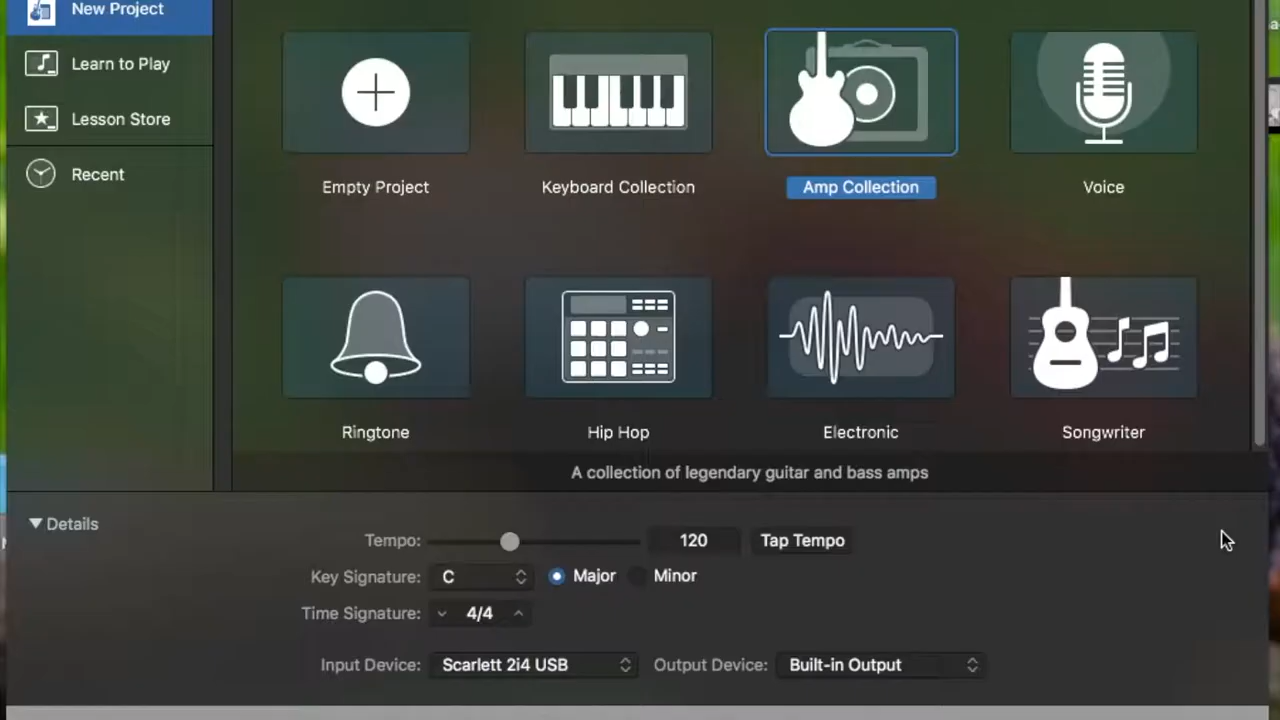 New Project
Learn to Play
Lesson Store
Recent
Empty Project
Keyboard Collection
Amp Collection
Voice
Ringtone
Hip Hop
Electronic
Songwriter
A collection of legendary guitar and bass amps
Details
Tempo: 120 Tap Tempo
Key Signature: C Major Minor
Time Signature: 4/4
Input Device: Scarlett 2i4 USB Output Device: Built-in Output